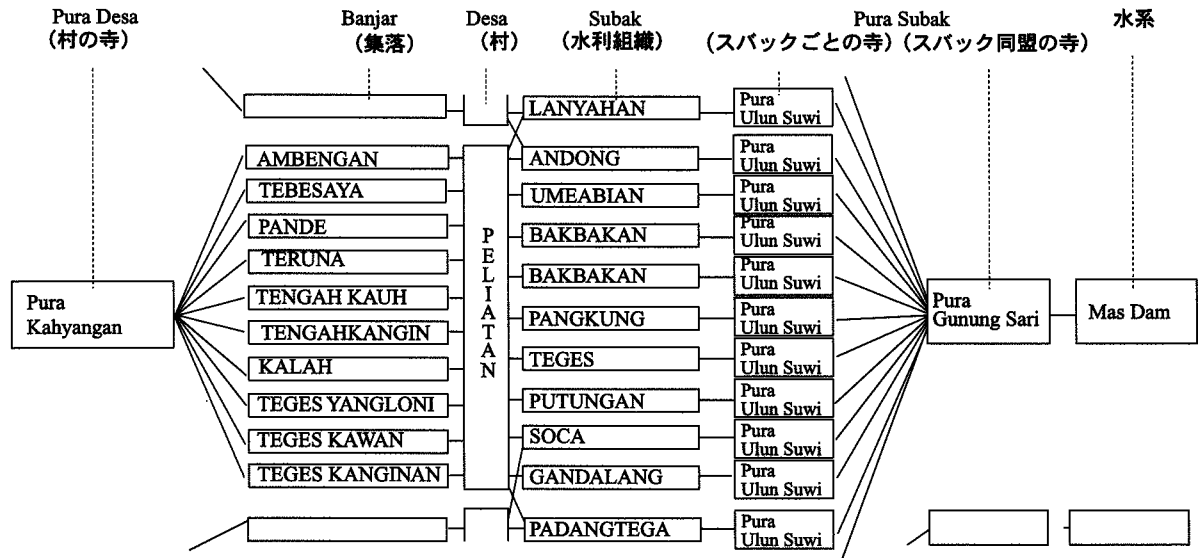 Pura Desa
（村の寺）
Banjar
（集落）
Desa
（村）
Subak
（水利組織）
Pura Subak
（スバックごとの寺）（スバック同盟の寺）
水系
Pura
Kahyangan
AMBENGAN
TEBESAYA
PANDE
TERUNA
TENGAH KAUH
TENGAHKANGIN
KALAH
TEGES YANGLONI
TEGES KAWAN
TEGES KANGINAN
PELIATAN
LANYAHAN
ANDONG
UMEABIAN
BAKBAKAN
BAKBAKAN
PANGKUNG
TEGES
PUTUNGAN
SOCA
GANDALANG
PADANGTEGA
Pura
Ulun Suwi
Pura
Ulun Suwi
Pura
Ulun Suwi
Pura
Ulun Suwi
Pura
Ulun Suwi
Pura
Ulun Suwi
Pura
Ulun Suwi
Pura
Ulun Suwi
Pura
Ulun Suwi
Pura
Ulun Suwi
Pura
Ulun Suwi
Pura
Gunung Sari
Mas Dam